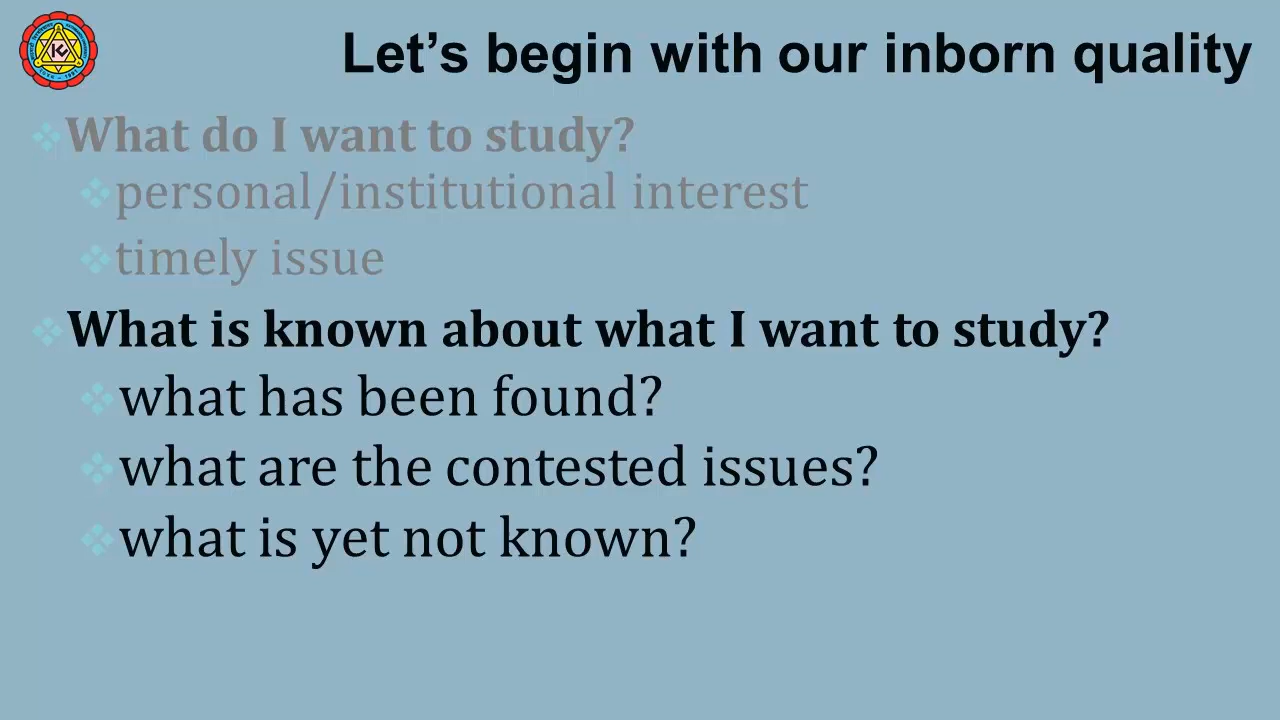 Let’s begin with our inborn quality
What do I want to study?
personal/institutional interest
timely issue
What is known about what I want to study?
what has been found?
what are the contested issues?
what is yet not known?